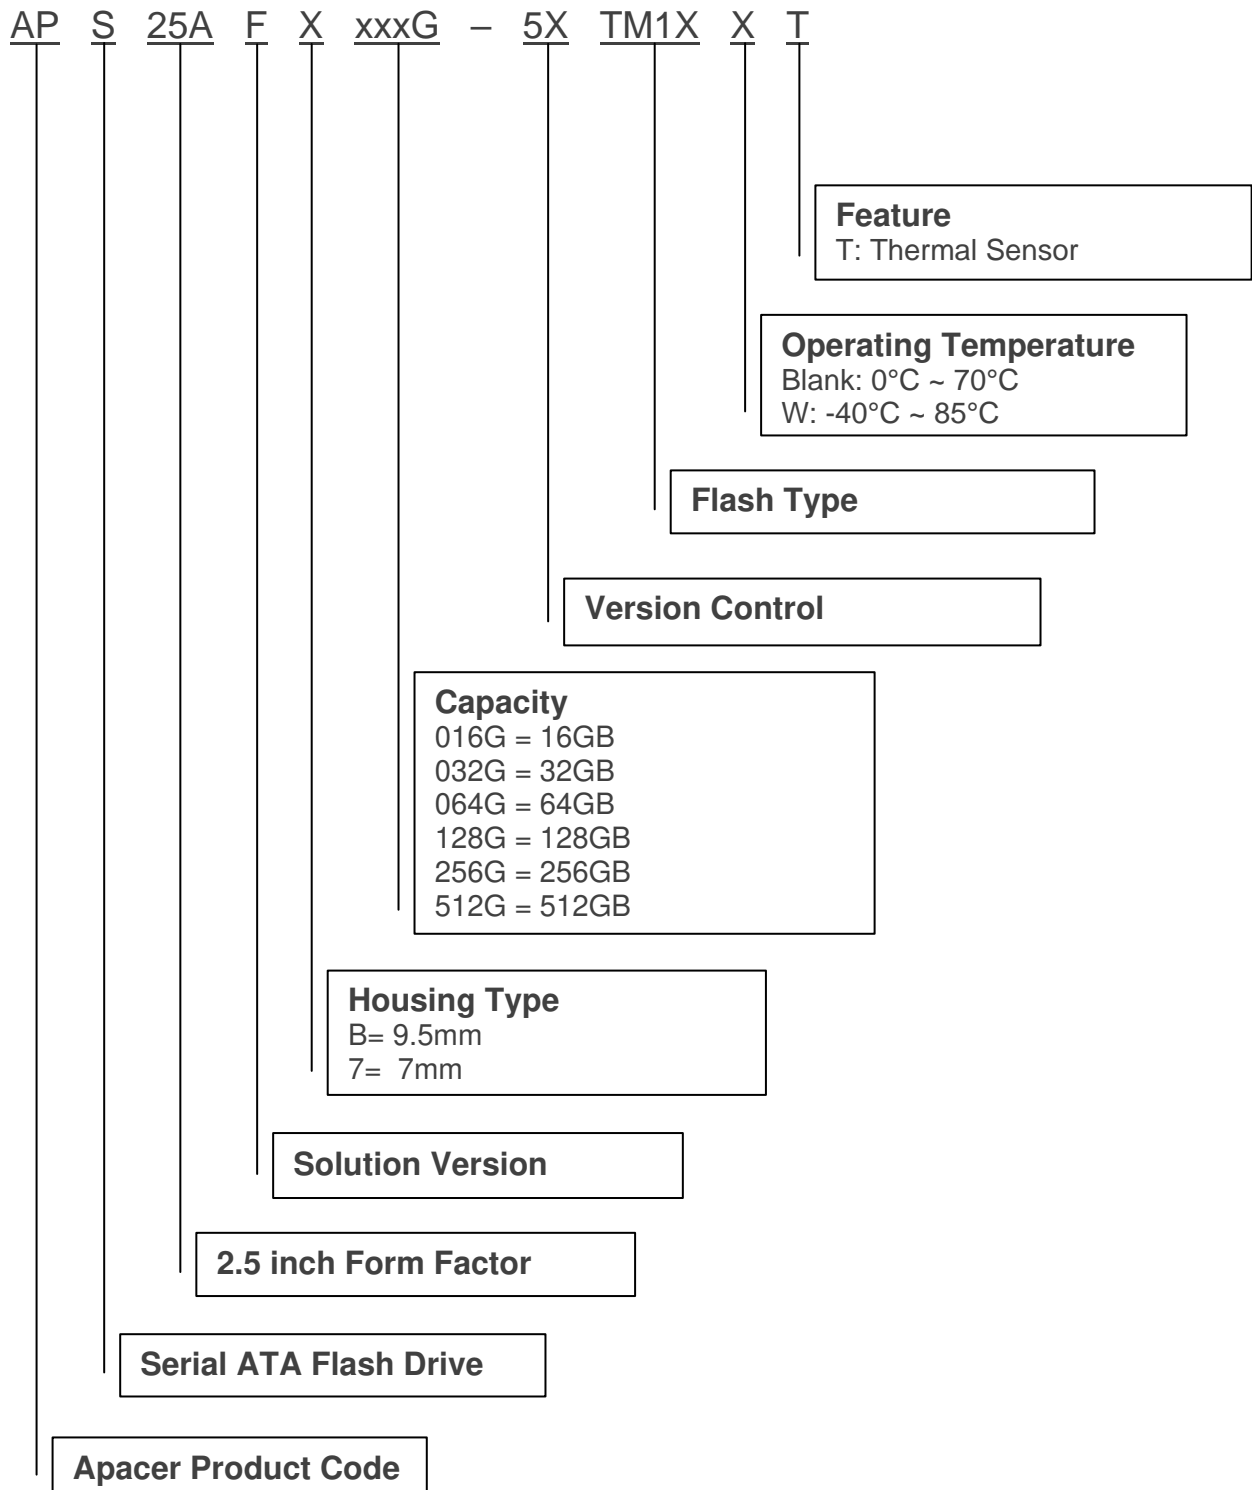 AP S 25A F X xxxG – 5X TM1X X T
Feature
T: Thermal Sensor
Operating Temperature
Blank: 0°C ~ 70°C
W: -40°C ~ 85°C
Flash Type
Version Control
Capacity
016G = 16GB
032G = 32GB
064G = 64GB
128G = 128GB
256G = 256GB
512G = 512GB
Housing Type
B= 9.5mm
7= 7mm
Solution Version
2.5 inch Form Factor
Serial ATA Flash Drive
Apacer Product Code